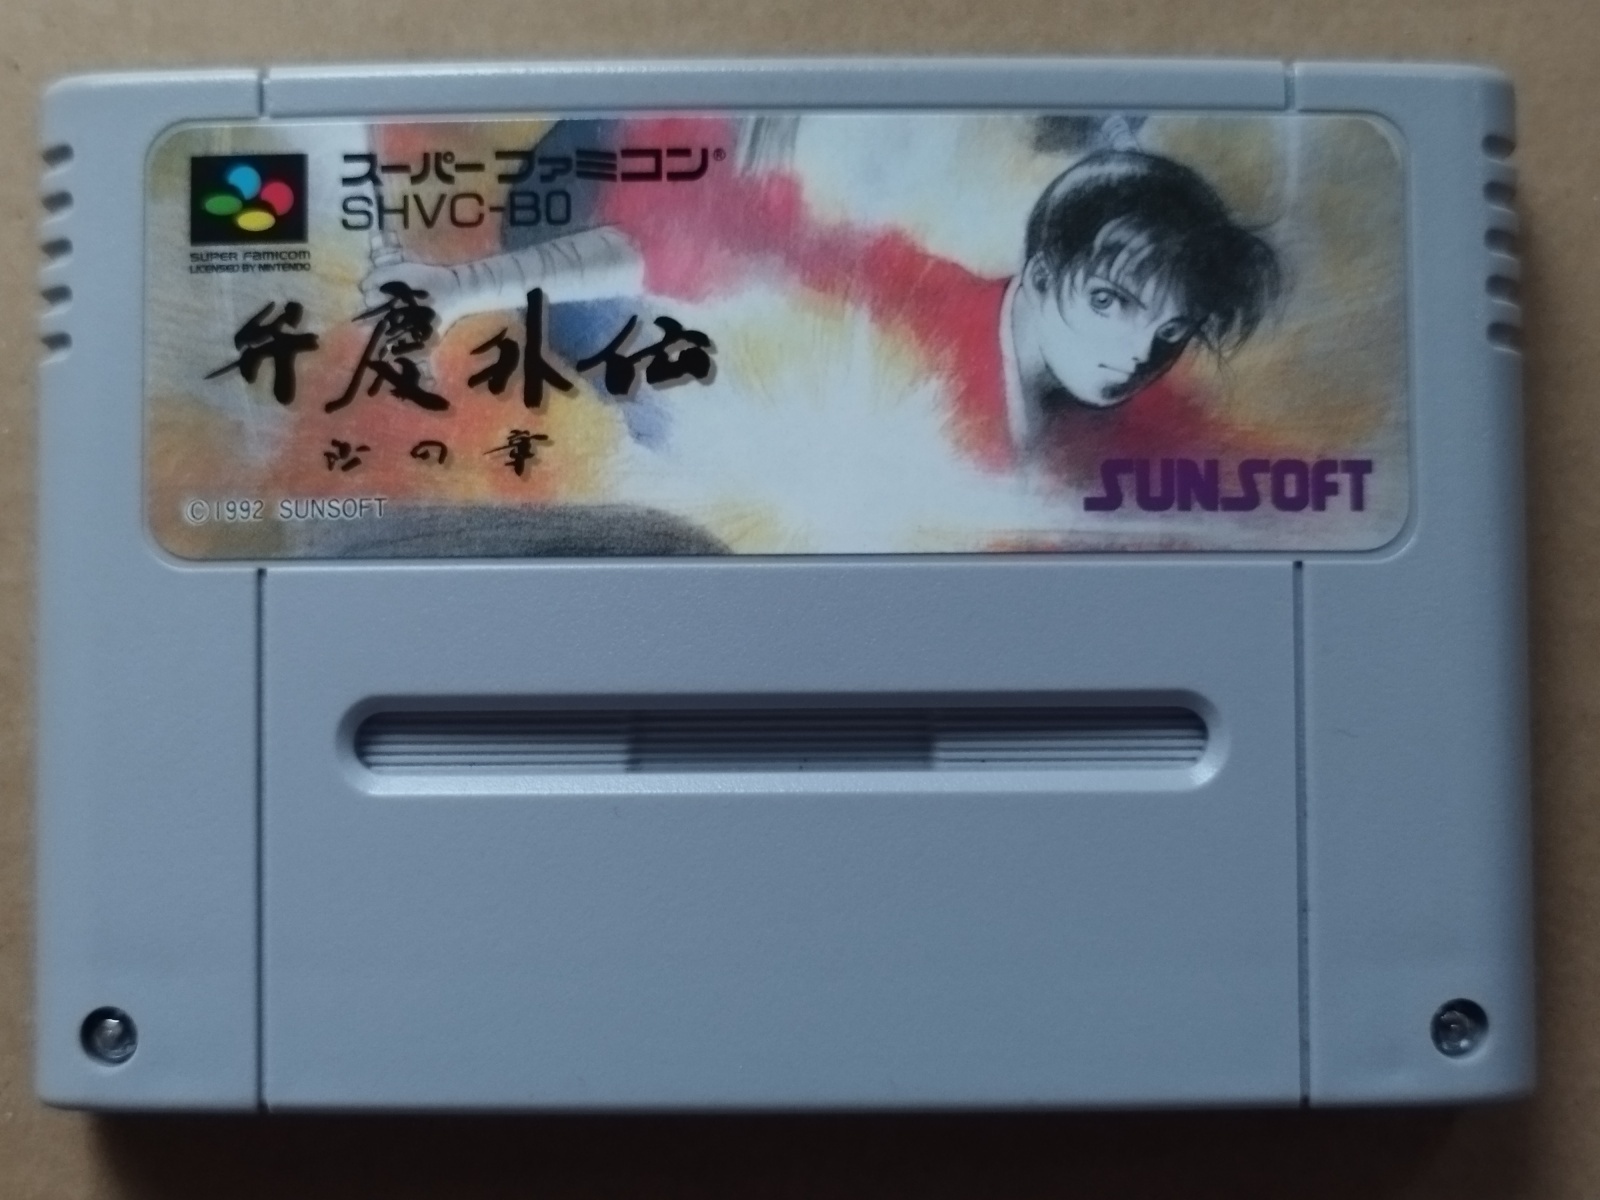 スーパーファミコン®
SHVC-B0
SUPER FAMICOM
LICENSED BY NINTENDO
弁慶外伝
沙の章
©1992 SUNSOFT
SUNSOFT